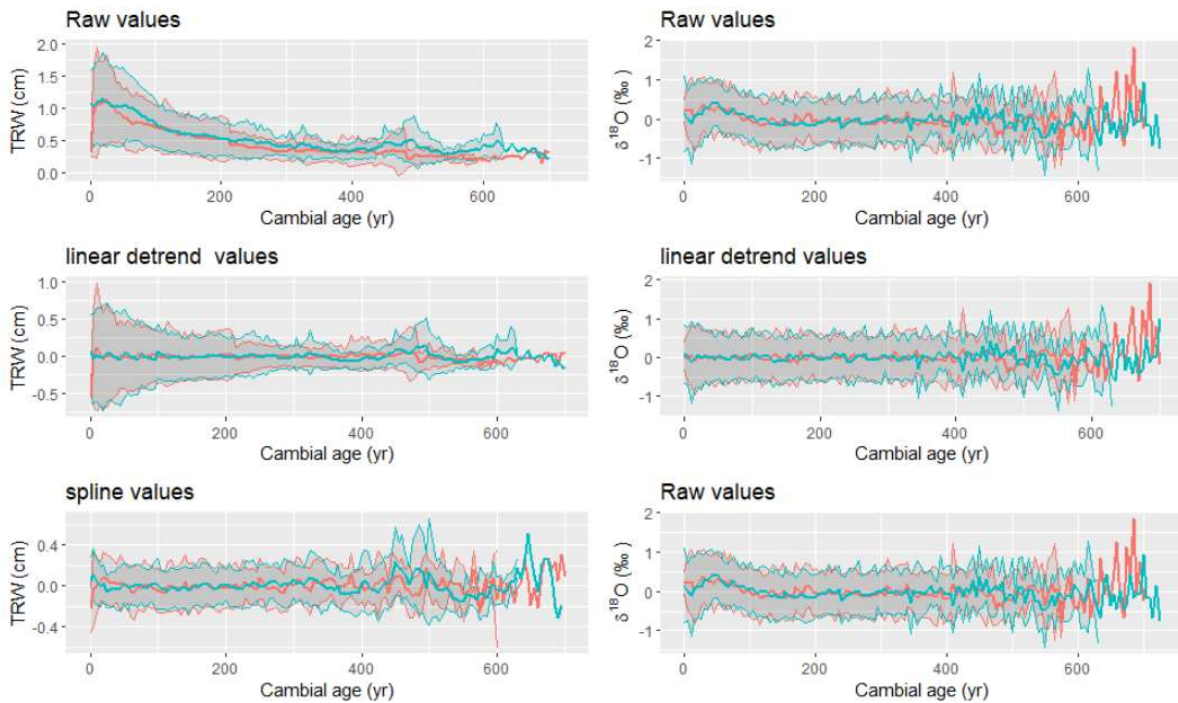 Raw values
TRW (cm)
2.0
1.5
1.0
0.5
0.0
0 200 400 600
Cambial age (yr)
Raw values
δ¹⁸O (‰ )
2
1
0
-1
0 200 400 600
Cambial age (yr)
linear detrend  values
TRW (cm)
1.0
0.5
0.0
-0.5
0 200 400 600
Cambial age (yr)
linear detrend values
δ¹⁸O (‰)
2
1
0
-1
0 200 400 600
Cambial age (yr)
spline values
TRW (cm)
0.4
0.0
-0.4
0 200 400 600
Cambial age (yr)
Raw values
δ¹⁸O (‰ )
2
1
0
-1
0 200 400 600
Cambial age (yr)